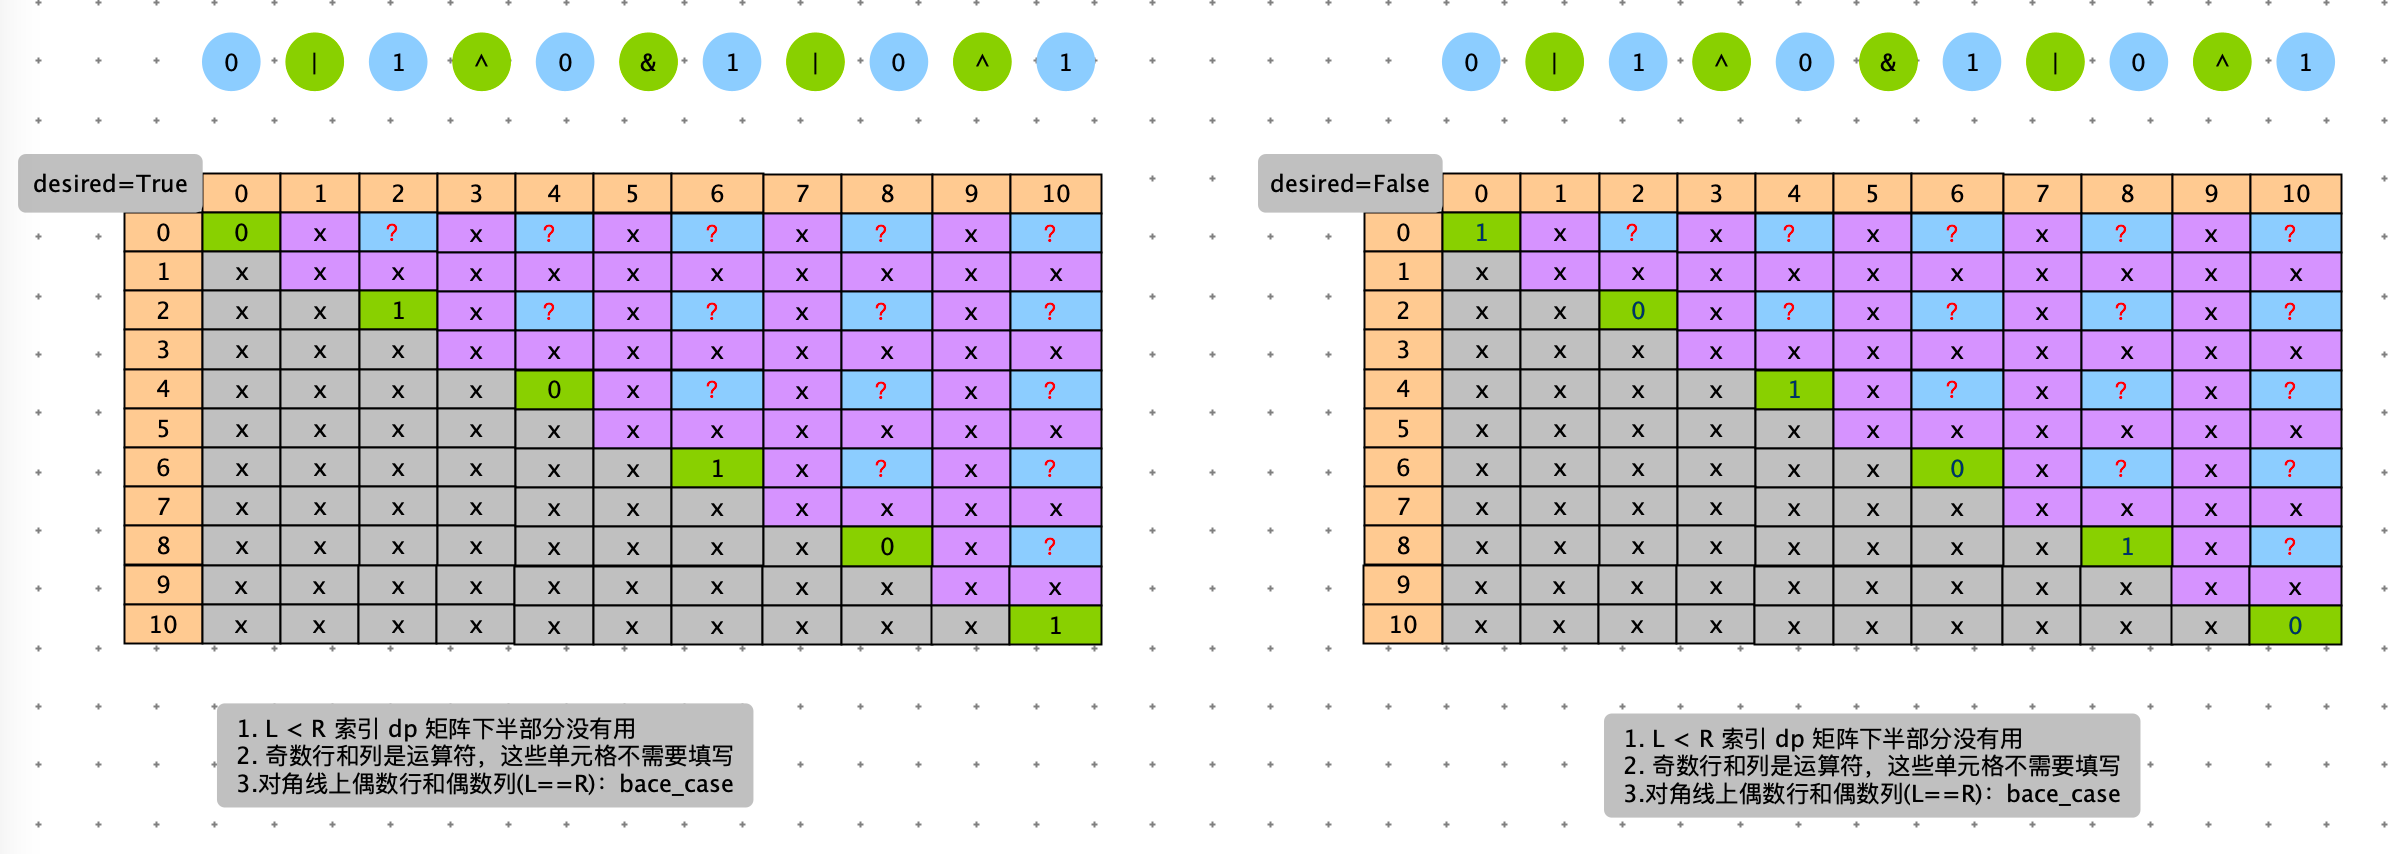 0 | 1 ^ 0 & 1 | 0 ^ 1
desired=True
0 1 2 3 4 5 6 7 8 9 10
0 0 x ? x ? x ? x ? x ?
1 x x x x x x x x x x x
2 x x 1 x ? x ? x ? x ?
3 x x x x x x x x x x x
4 x x x x 0 x ? x ? x ?
5 x x x x x x x x x x x
6 x x x x x x 1 x ? x ?
7 x x x x x x x x x x x
8 x x x x x x x x 0 x ?
9 x x x x x x x x x x x
10 x x x x x x x x x x 1
1. L < R 索引 dp 矩阵下半部分没有用
2. 奇数行和列是运算符，这些单元格不需要填写
3.对角线上偶数行和偶数列(L==R)：bace_case
0 | 1 ^ 0 & 1 | 0 ^ 1
desired=False
0 1 2 3 4 5 6 7 8 9 10
0 1 x ? x ? x ? x ? x ?
1 x x x x x x x x x x x
2 x x 0 x ? x ? x ? x ?
3 x x x x x x x x x x x
4 x x x x 1 x ? x ? x ?
5 x x x x x x x x x x x
6 x x x x x x 0 x ? x ?
7 x x x x x x x x x x x
8 x x x x x x x x 1 x ?
9 x x x x x x x x x x x
10 x x x x x x x x x x 0
1. L < R 索引 dp 矩阵下半部分没有用
2. 奇数行和列是运算符，这些单元格不需要填写
3.对角线上偶数行和偶数列(L==R)：bace_case